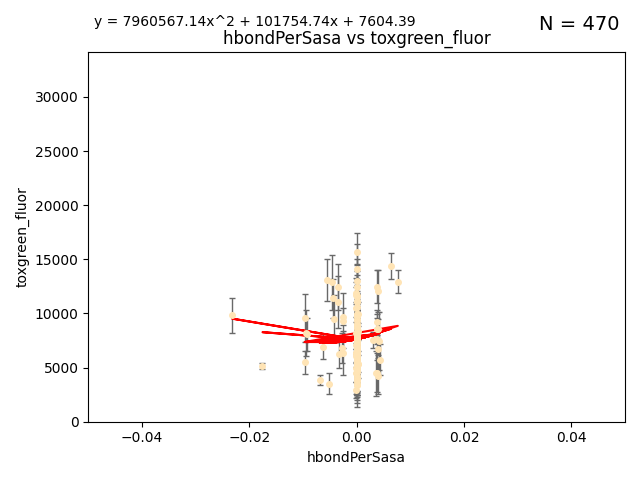 y = 7960567.14x^2 + 101754.74x + 7604.39
N = 470
hbondPerSasa vs toxgreen_fluor
30000
25000
20000
15000
10000
5000
0
toxgreen_fluor
−0.04 −0.02 0.00 0.02 0.04
hbondPerSasa